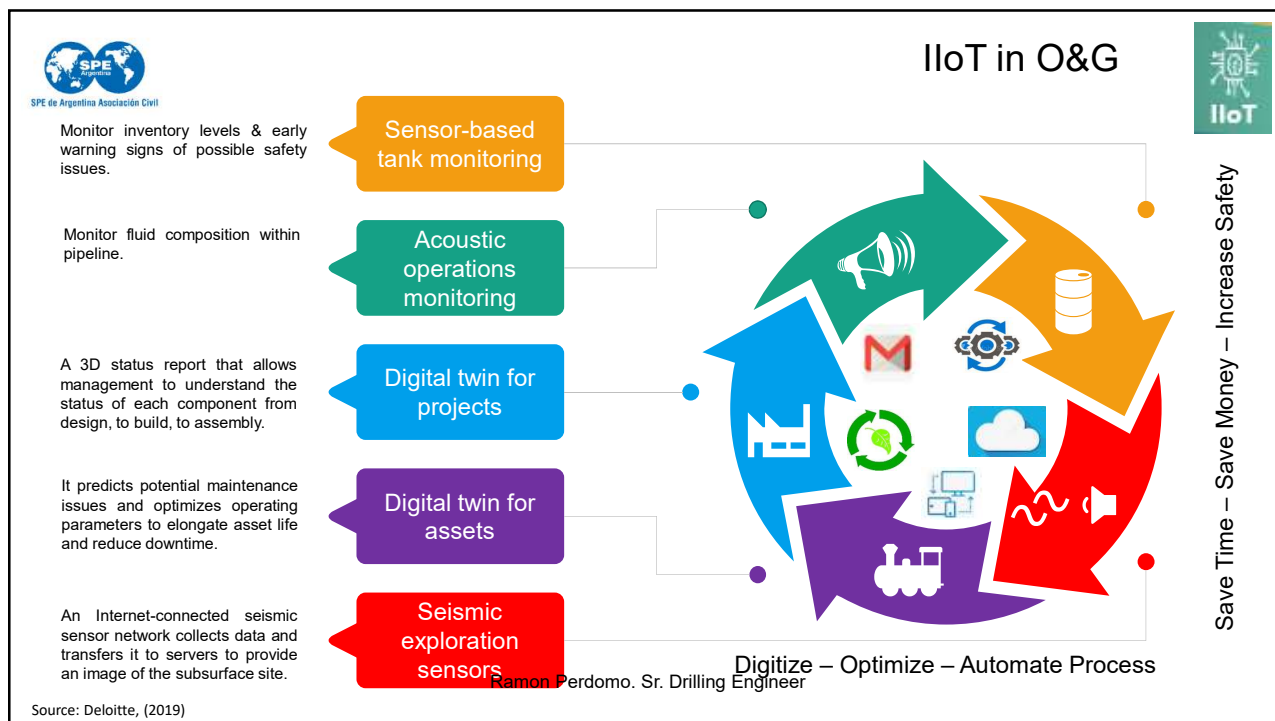 IIoT in O&G
SPE
Argentina
SPE de Argentina Asociación Civil
IIoT
Monitor inventory levels & early
warning signs of possible safety
issues.
Sensor-based
tank monitoring
Monitor fluid composition within
pipeline.
Acoustic
operations
monitoring
A 3D status report that allows
management to understand the
status of each component from
design, to build, to assembly.
Digital twin for
projects
It predicts potential maintenance
issues and optimizes operating
parameters to elongate asset life
and reduce downtime.
Digital twin for
assets
An Internet-connected seismic
sensor network collects data and
transfers it to servers to provide
an image of the subsurface site.
Seismic
exploration
sensors
Save Time – Save Money – Increase Safety
Digitize – Optimize – Automate Process
Ramon Perdomo. Sr. Drilling Engineer
Source: Deloitte, (2019)